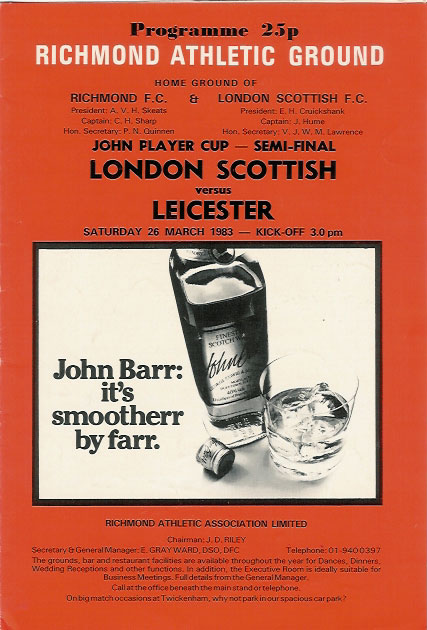 Programme 25p
RICHMOND ATHLETIC GROUND
HOME GROUND OF
RICHMOND F.C. & LONDON SCOTTISH F.C.
President: A. V. H. Skeats President: E. H. Cruickshank
Captain: C. H. Sharp Captain: J. Hume
Hon. Secretary: P. N. Quinnen Hon. Secretary: V. J. W. M. Lawrence
JOHN PLAYER CUP — SEMI-FINAL
LONDON SCOTTISH
versus
LEICESTER
SATURDAY 26 MARCH 1983 — KICK-OFF 3.0 pm
FINEST
SCOTCH
John
John Barr:
it's
smootherr
by farr.
RICHMOND ATHLETIC ASSOCIATION LIMITED
Chairman: J. D. RILEY
Secretary & General Manager: E. GRAY WARD, DSO, DFC Telephone: 01-940 0397
The grounds, bar and restaurant facilities are available throughout the year for Dances, Dinners,
Wedding Receptions and other functions. In addition, the Executive Room is ideally suitable for
Business Meetings. Full details from the General Manager.
Call at the office beneath the main stand or telephone.
On big match occasions at Twickenham, why not park in our spacious car park?